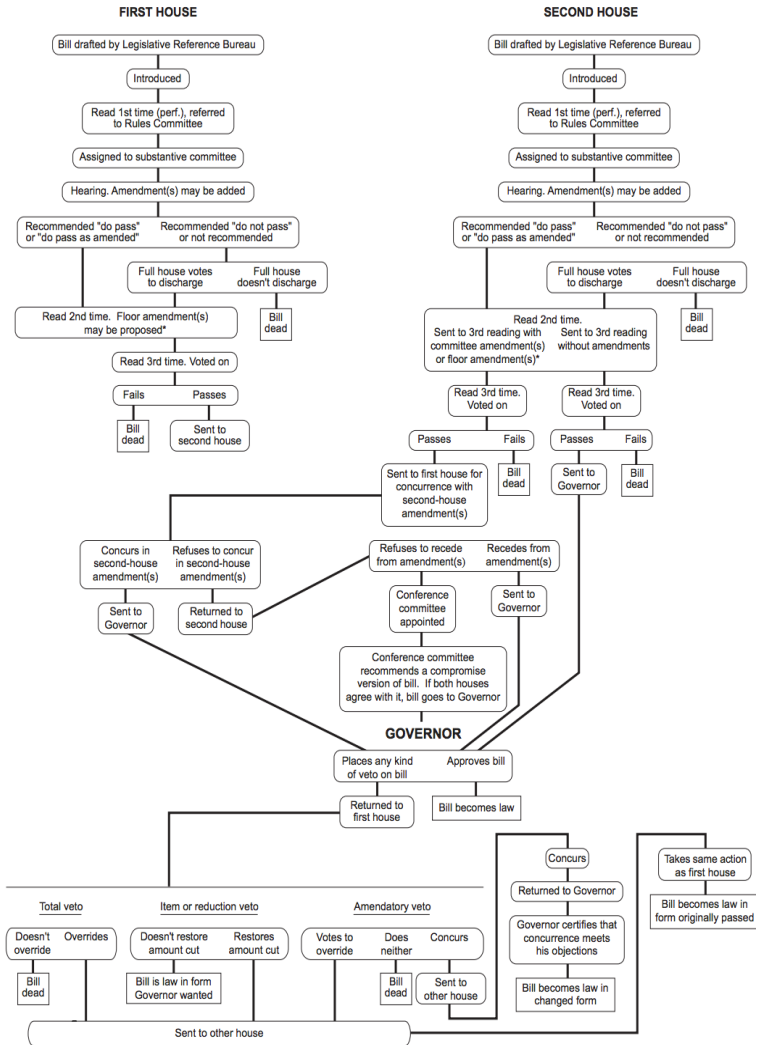 FIRST HOUSE
Bill drafted by Legislative Reference Bureau
Introduced
Read 1st time (perf.), referred
to Rules Committee
Assigned to substantive committee
Hearing. Amendment(s) may be added
Recommended "do pass"
or "do pass as amended"
Recommended "do not pass"
or not recommended
Full house votes
to discharge
Full house
doesn't discharge
Read 2nd time. Floor amendment(s)
may be proposed*
Bill
dead
Read 3rd time. Voted on
Fails
Passes
Bill
dead
Sent to
second house
SECOND HOUSE
Bill drafted by Legislative Reference Bureau
Introduced
Read 1st time (perf.), referred
to Rules Committee
Assigned to substantive committee
Hearing. Amendment(s) may be added
Recommended "do pass"
or "do pass as amended"
Recommended "do not pass"
or not recommended
Full house votes
to discharge
Full house
doesn't discharge
Bill
dead
Read 2nd time.
Sent to 3rd reading with
committee amendment(s)
or floor amendment(s)*
Sent to 3rd reading
without amendments
Read 3rd time.
Voted on
Read 3rd time.
Voted on
Passes
Fails
Passes
Fails
Sent to first house for
concurrence with
second-house
amendment(s)
Bill
dead
Sent to
Governor
Bill
dead
Concurs in
second-house
amendment(s)
Refuses to concur
in second-house
amendment(s)
Sent to
Governor
Returned to
second house
Refuses to recede
from amendment(s)
Recedes from
amendment(s)
Conference
committee
appointed
Sent to
Governor
Conference committee
recommends a compromise
version of bill. If both houses
agree with it, bill goes to Governor
GOVERNOR
Places any kind
of veto on bill
Approves bill
Returned to
first house
Bill becomes law
Total veto
Item or reduction veto
Amendatory veto
Doesn't
override
Overrides
Doesn't restore
amount cut
Restores
amount cut
Votes to
override
Does
neither
Concurs
Bill
dead
Bill is law in form
Governor wanted
Bill
dead
Sent to
other house
Sent to other house
Concurs
Returned to Governor
Governor certifies that
concurrence meets
his objections
Bill becomes law in
changed form
Takes same action
as first house
Bill becomes law in
form originally passed